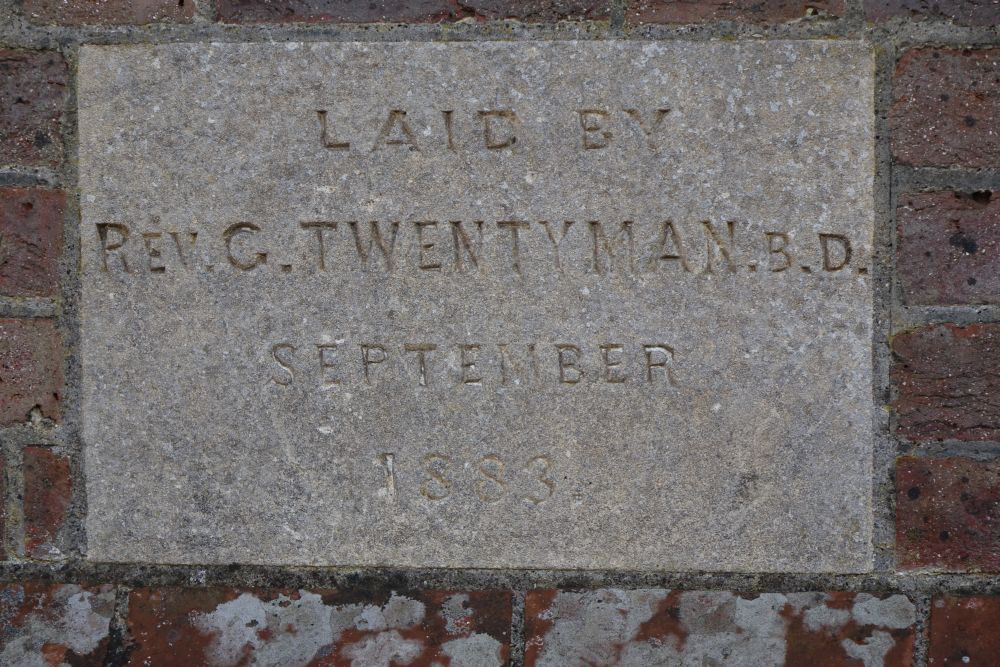 LAID BY
REV. G. TWENTYMAN. B.D.
SEPTEMBER
1883.